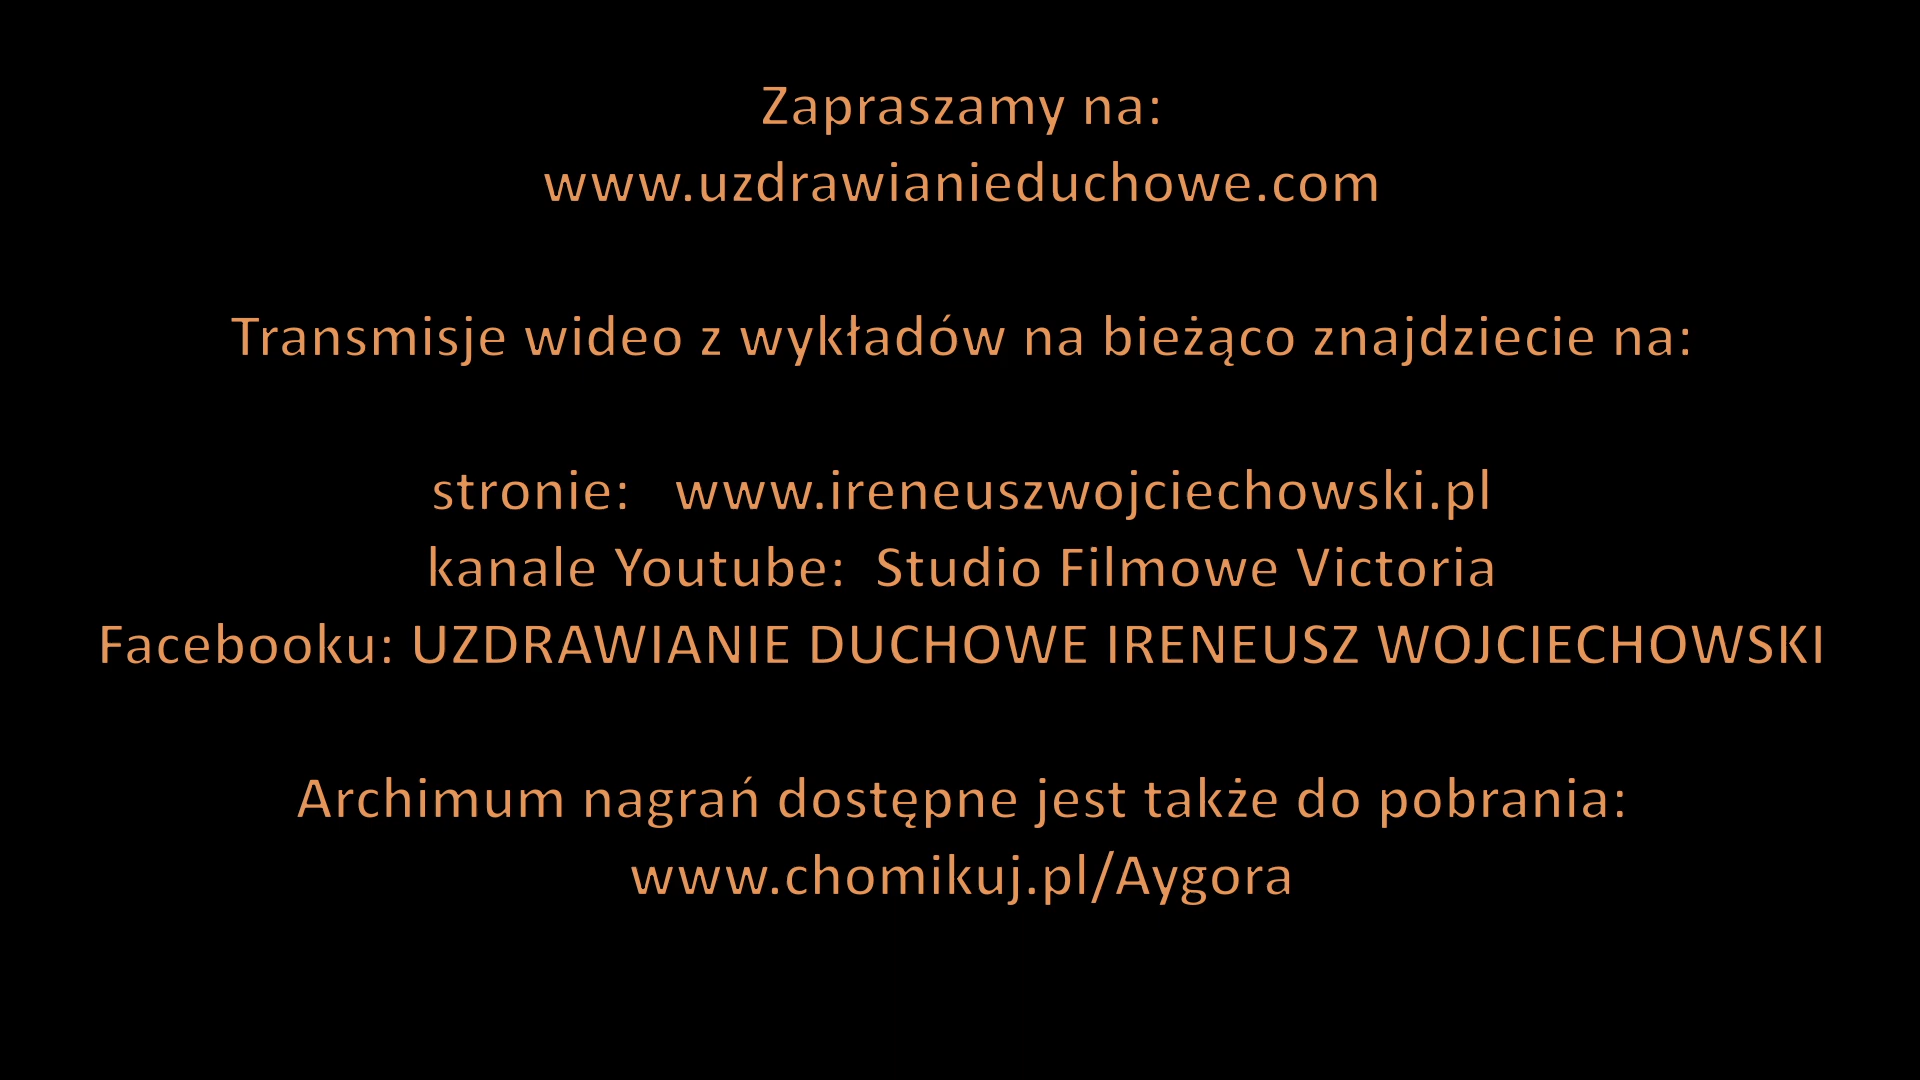 Zapraszamy na:
www.uzdrawianieduchowe.com
Transmisje wideo z wykładów na bieżąco znajdziecie na:
stronie: www.ireneuszwojciechowski.pl
kanale Youtube: Studio Filmowe Victoria
Facebooku: UZDRAWIANIE DUCHOWE IRENEUSZ WOJCIECHOWSKI
Archimum nagrań dostępne jest także do pobrania:
www.chomikuj.pl/Aygora